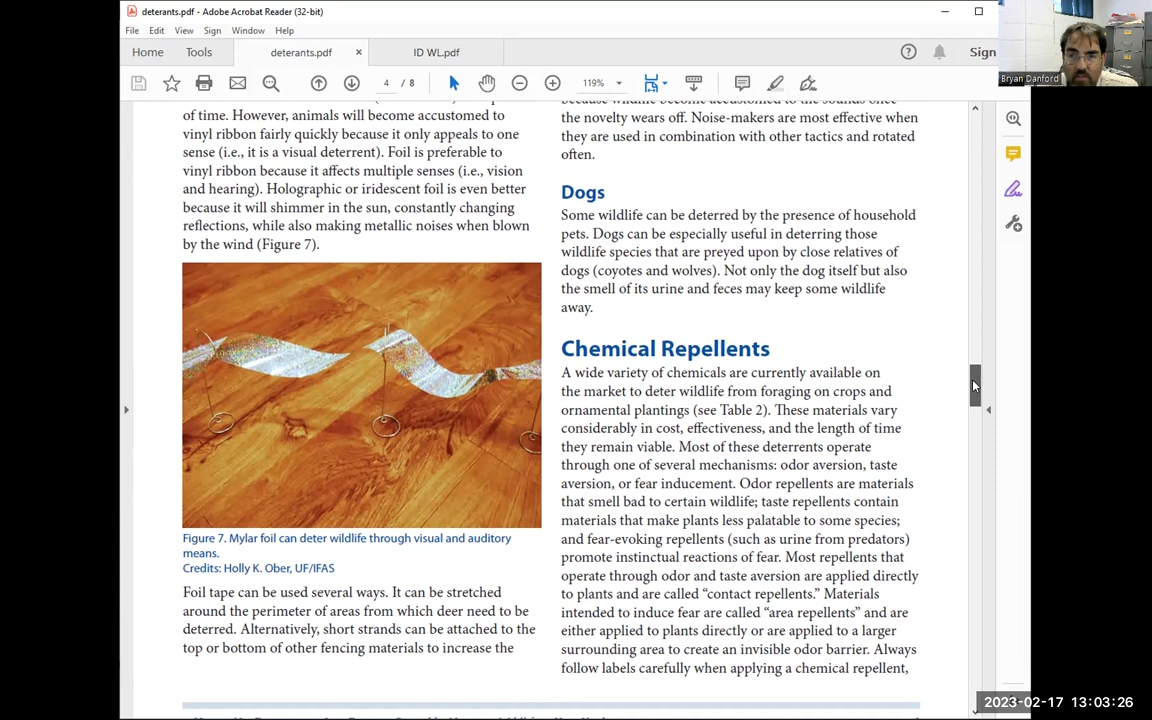 deterants.pdf - Adobe Acrobat Reader (32-bit)
File Edit View Sign Window Help
Home Tools deterants.pdf × ID WL.pdf Sign
4 / 8 119%
Bryan Danford
of time. However, animals will become accustomed to
vinyl ribbon fairly quickly because it only appeals to one
sense (i.e., it is a visual deterrent). Foil is preferable to
vinyl ribbon because it affects multiple senses (i.e., vision
and hearing). Holographic or iridescent foil is even better
because it will shimmer in the sun, constantly changing
reflections, while also making metallic noises when blown
by the wind (Figure 7).
Figure 7. Mylar foil can deter wildlife through visual and auditory
means.
Credits: Holly K. Ober, UF/IFAS
Foil tape can be used several ways. It can be stretched
around the perimeter of areas from which deer need to be
deterred. Alternatively, short strands can be attached to the
top or bottom of other fencing materials to increase the
because wildlife become accustomed to the sounds once
the novelty wears off. Noise-makers are most effective when
they are used in combination with other tactics and rotated
often.
Dogs
Some wildlife can be deterred by the presence of household
pets. Dogs can be especially useful in deterring those
wildlife species that are preyed upon by close relatives of
dogs (coyotes and wolves). Not only the dog itself but also
the smell of its urine and feces may keep some wildlife
away.
Chemical Repellents
A wide variety of chemicals are currently available on
the market to deter wildlife from foraging on crops and
ornamental plantings (see Table 2). These materials vary
considerably in cost, effectiveness, and the length of time
they remain viable. Most of these deterrents operate
through one of several mechanisms: odor aversion, taste
aversion, or fear inducement. Odor repellents are materials
that smell bad to certain wildlife; taste repellents contain
materials that make plants less palatable to some species;
and fear-evoking repellents (such as urine from predators)
promote instinctual reactions of fear. Most repellents that
operate through odor and taste aversion are applied directly
to plants and are called “contact repellents.” Materials
intended to induce fear are called “area repellents” and are
either applied to plants directly or are applied to a larger
surrounding area to create an invisible odor barrier. Always
follow labels carefully when applying a chemical repellent,
2023-02-17 13:03:26